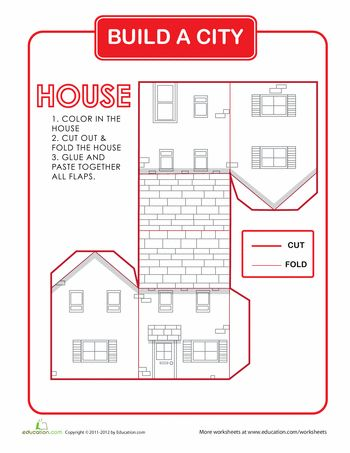 BUILD A CITY
HOUSE
1. COLOR IN THE
HOUSE
2. CUT OUT &
FOLD THE HOUSE
3. GLUE AND
PASTE TOGETHER
ALL FLAPS.
CUT
FOLD
education.com Copyright © 2011-2012 by Education.com
More worksheets at www.education.com/worksheets